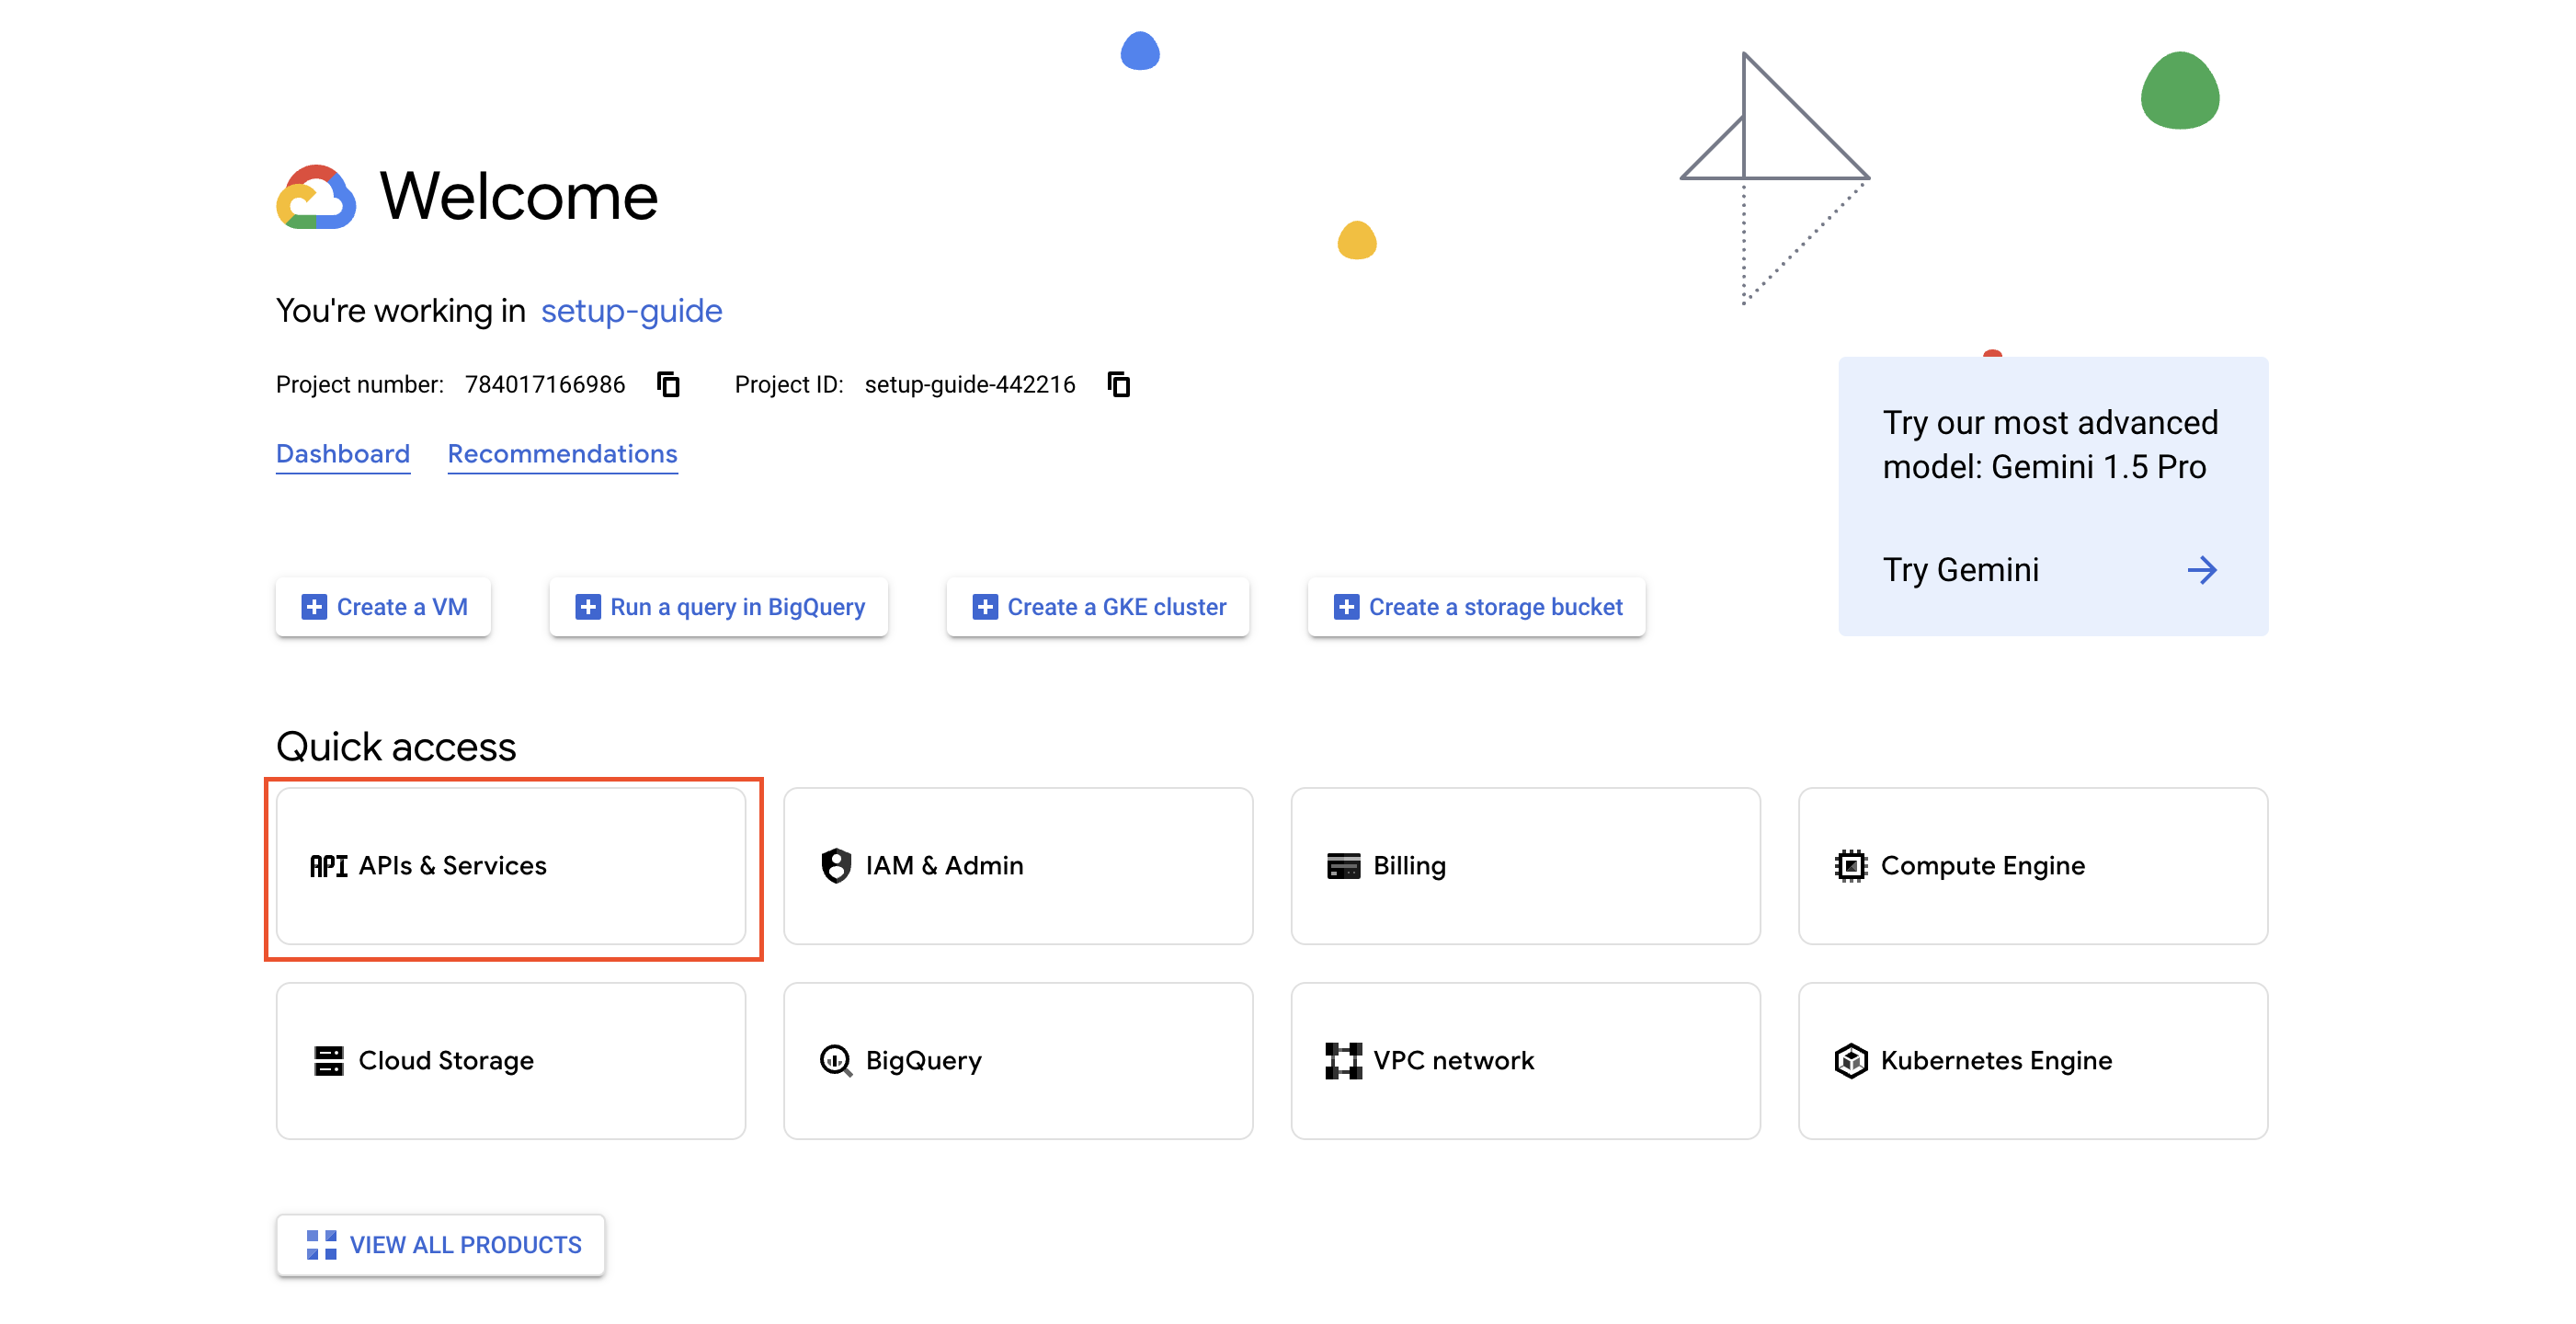 Welcome
You're working in setup-guide
Project number: 784017166986 Project ID: setup-guide-442216
Dashboard Recommendations
Try our most advanced
model: Gemini 1.5 Pro
Try Gemini
Create a VM Run a query in BigQuery Create a GKE cluster Create a storage bucket
Quick access
API APIs & Services IAM & Admin Billing Compute Engine
Cloud Storage BigQuery VPC network Kubernetes Engine
VIEW ALL PRODUCTS